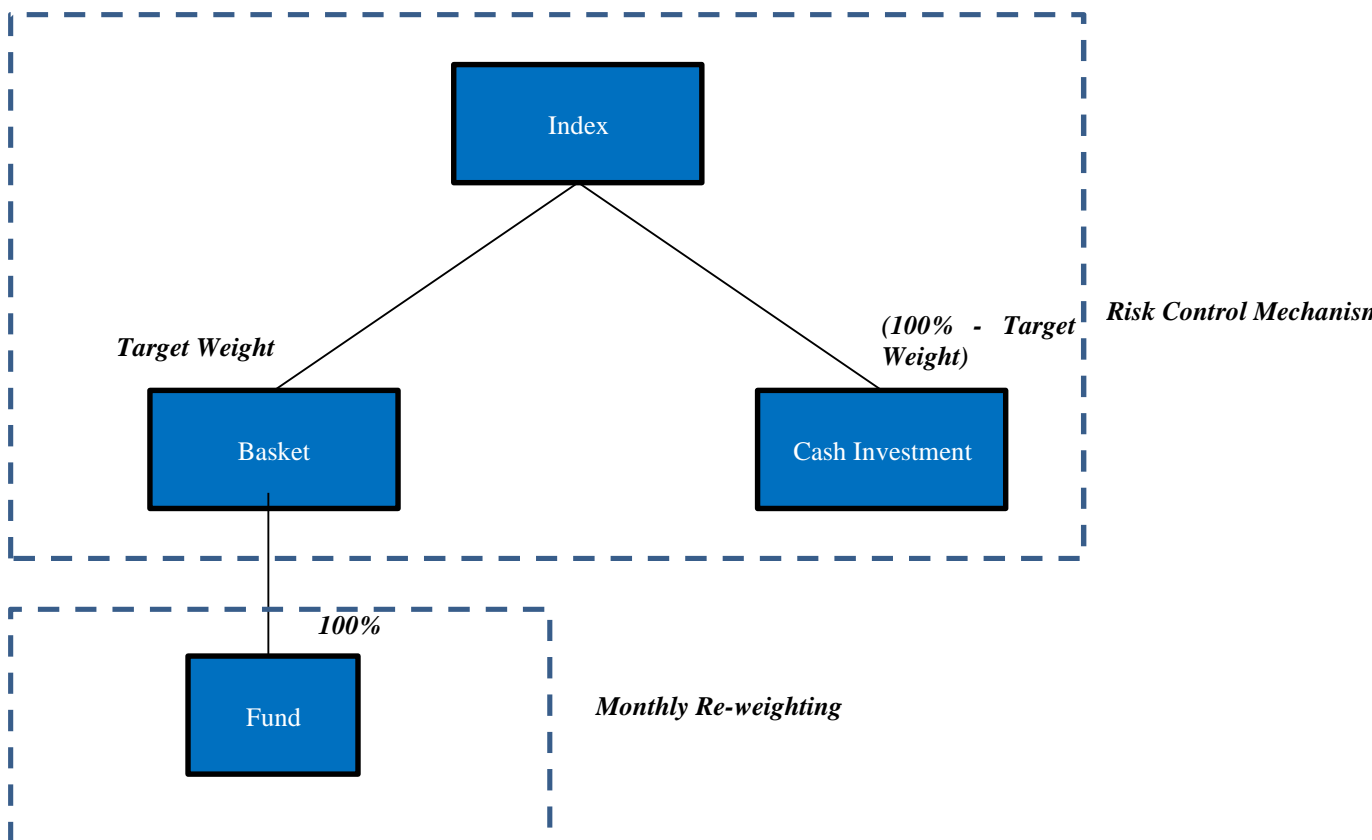 Index
(100% - Target
Weight)
Risk Control Mechanism
Target Weight
Basket
Cash Investment
100%
Fund
Monthly Re-weighting